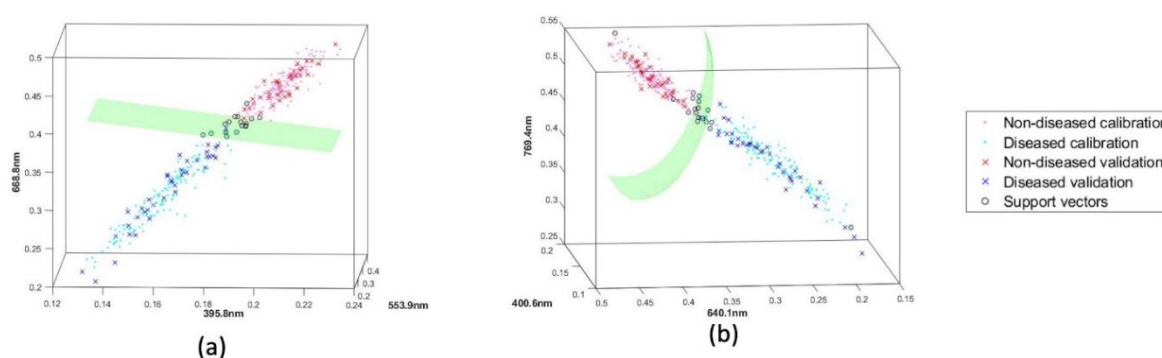 0.5
0.45
0.4
0.35
0.3
0.25
0.2
668.8nm
0.12 0.14 0.16 0.18 0.2 0.22 0.24
395.8nm
0.4
0.3
0.2
553.9nm
(a)
0.55
0.5
0.45
0.4
0.35
0.3
0.25
769.4nm
0.2
0.15
0.1
400.6nm
0.5 0.45 0.4 0.35 0.3 0.25 0.2 0.15
640.1nm
(b)
Non-diseased calibration
Diseased calibration
Non-diseased validation
Diseased validation
Support vectors